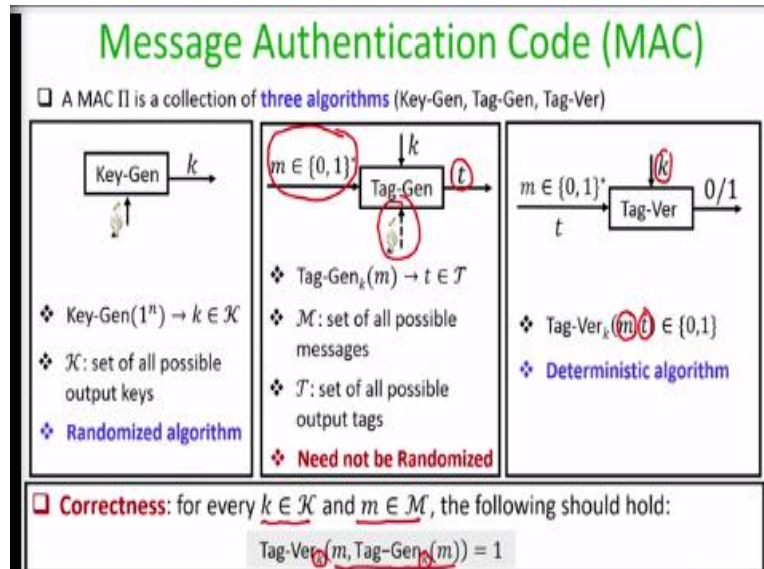 Message Authentication Code (MAC)
❑ A MAC Π is a collection of three algorithms (Key-Gen, Tag-Gen, Tag-Ver)
Key-Gen k
❖ Key-Gen(1ⁿ) → k ∈ 𝒦
❖ 𝒦: set of all possible
output keys
❖ Randomized algorithm
k
m ∈ {0, 1}* t
Tag-Gen
❖ Tag-Genₖ(m) → t ∈ 𝒯
❖ ℳ: set of all possible
messages
❖ 𝒯: set of all possible
output tags
❖ Need not be Randomized
k
m ∈ {0, 1}* 0/1
Tag-Ver
t
❖ Tag-Verₖ(m, t) ∈ {0,1}
❖ Deterministic algorithm
❑ Correctness: for every k ∈ 𝒦 and m ∈ ℳ, the following should hold:
Tag-Verₖ(m, Tag−Genₖ(m)) = 1